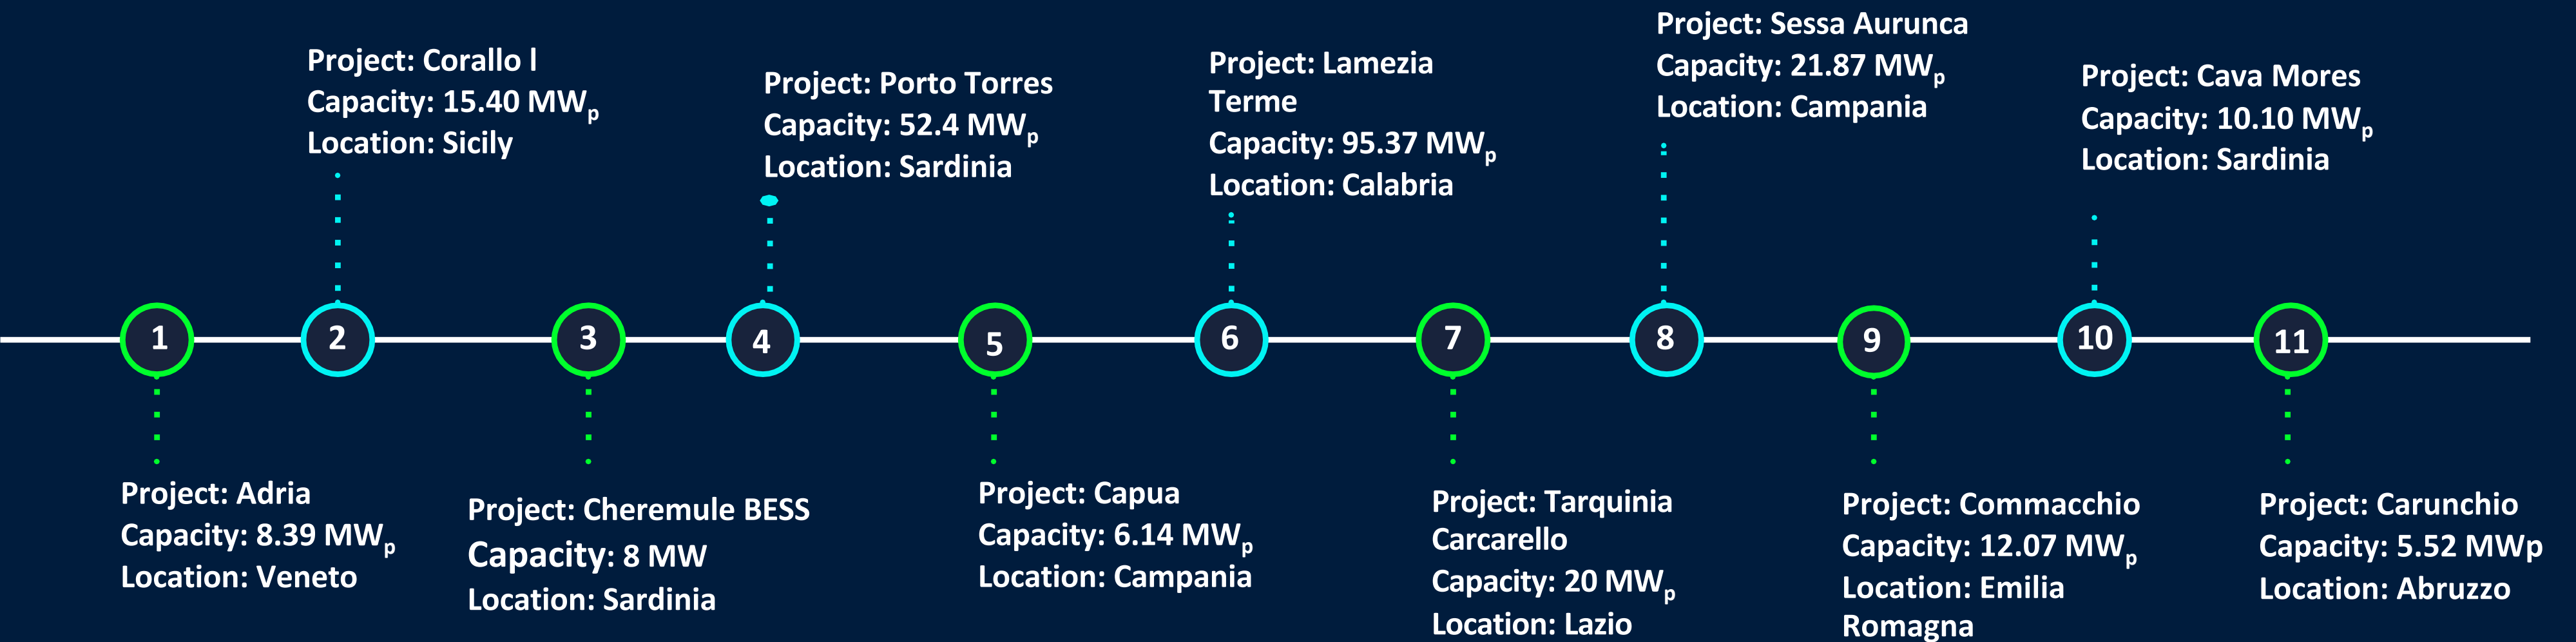 Project: Corallo l
Capacity: 15.40 MWp
Location: Sicily
Project: Porto Torres
Capacity: 52.4 MWp
Location: Sardinia
Project: Lamezia
Terme
Capacity: 95.37 MWp
Location: Calabria
Project: Sessa Aurunca
Capacity: 21.87 MWp
Location: Campania
Project: Cava Mores
Capacity: 10.10 MWp
Location: Sardinia
1
2
3
4
5
6
7
8
9
10
11
Project: Adria
Capacity: 8.39 MWp
Location: Veneto
Project: Cheremule BESS
Capacity: 8 MW
Location: Sardinia
Project: Capua
Capacity: 6.14 MWp
Location: Campania
Project: Tarquinia
Carcarello
Capacity: 20 MWp
Location: Lazio
Project: Commacchio
Capacity: 12.07 MWp
Location: Emilia
Romagna
Project: Carunchio
Capacity: 5.52 MWp
Location: Abruzzo